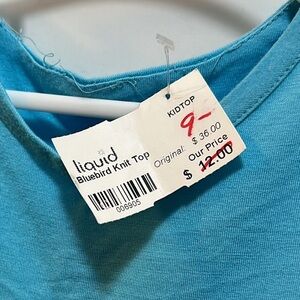 liquid
Bluebird Knit Top
006905
KIDTOP
9-
Original: $ 36.00
Our Price
$ 12.00